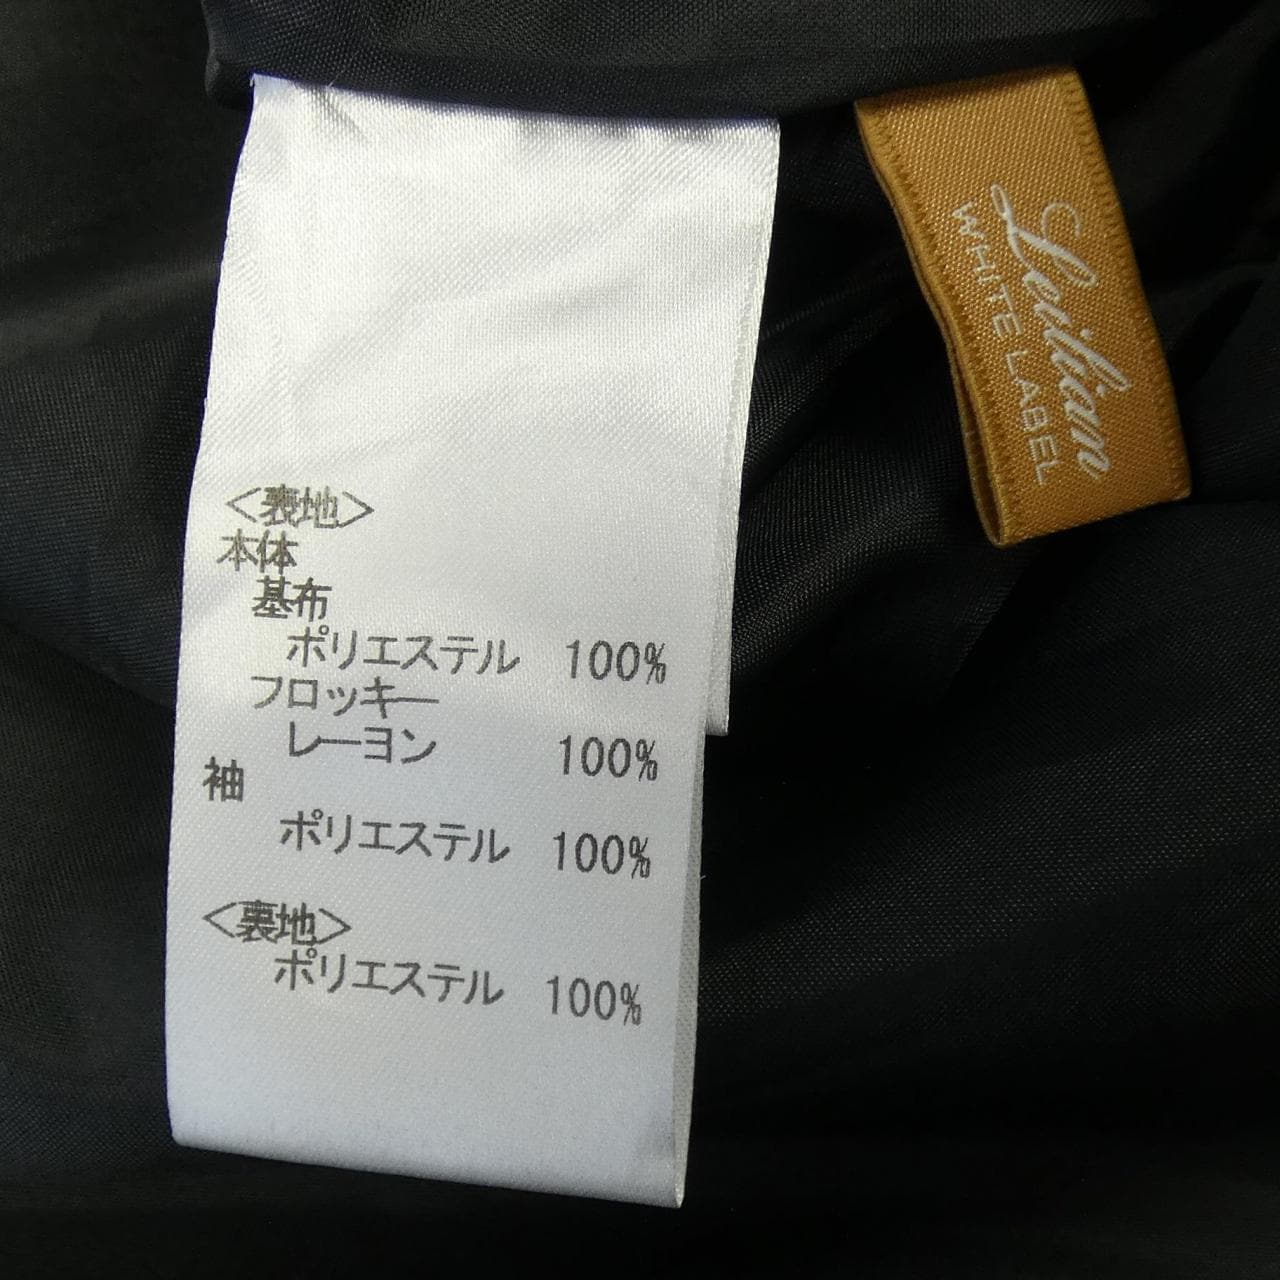 <表地>
本体
基布
ポリエステル 100%
フロッキー
レーヨン 100%
袖
ポリエステル 100%
<裏地>
ポリエステル 100%
Lovilian
WHITE LABEL